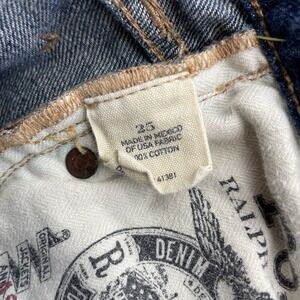 25
MADE IN MEXICO
OF USA FABRIC
100% COTTON
41381
RALPH
DENIM
R